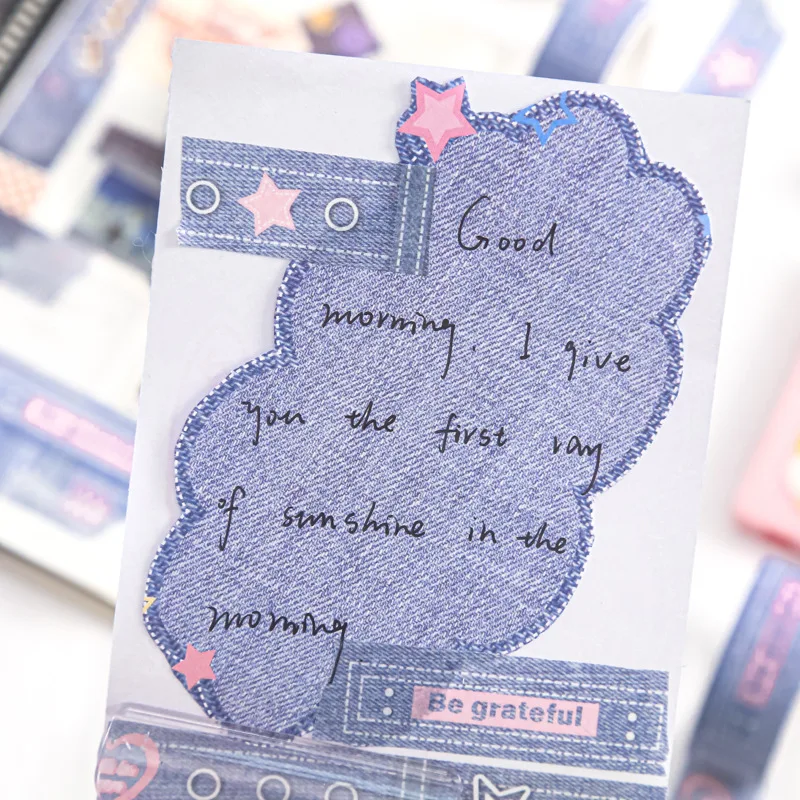 Good
morning. I give
you the first ray
of sunshine in the
morning
Be grateful